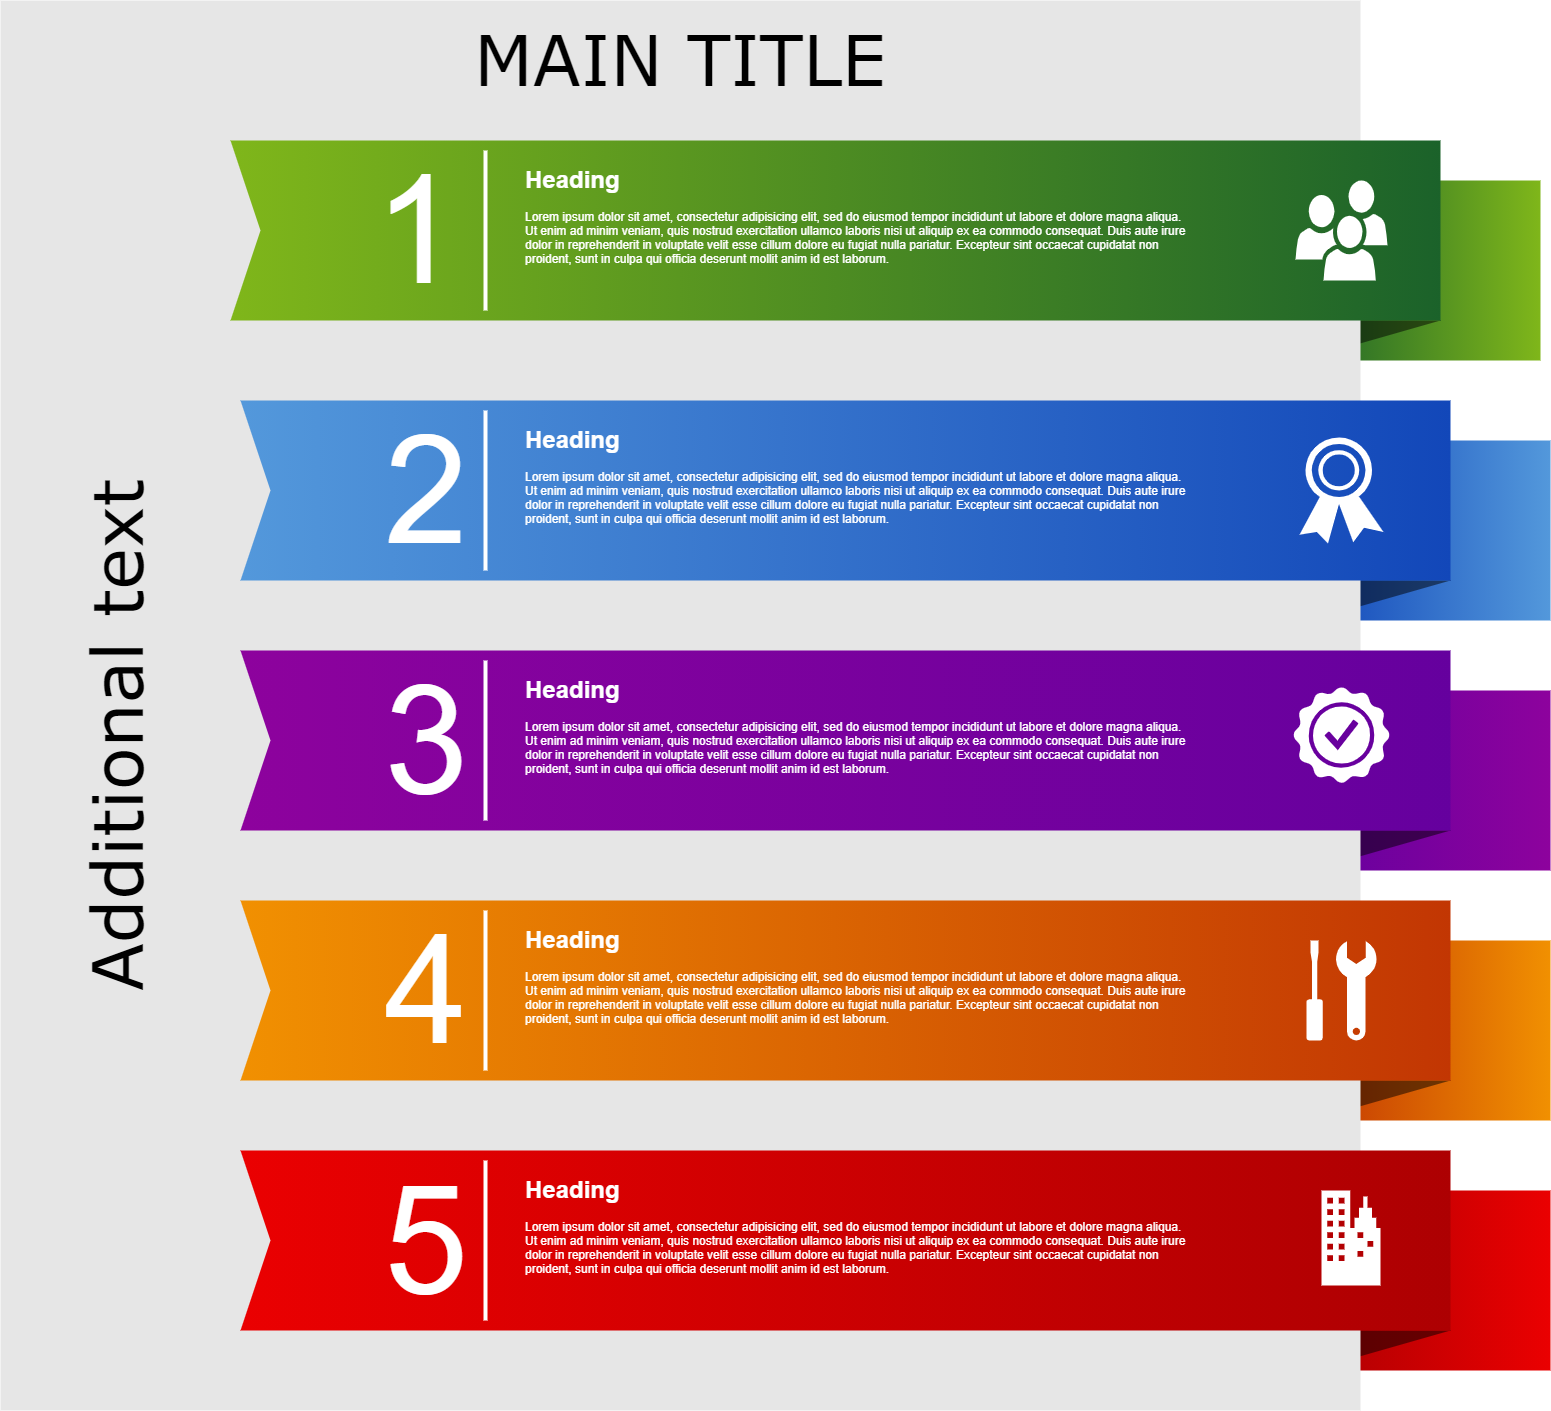 MAIN TITLE
Additional text
1
Heading
Lorem ipsum dolor sit amet, consectetur adipisicing elit, sed do eiusmod tempor incididunt ut labore et dolore magna aliqua.
Ut enim ad minim veniam, quis nostrud exercitation ullamco laboris nisi ut aliquip ex ea commodo consequat. Duis aute irure
dolor in reprehenderit in voluptate velit esse cillum dolore eu fugiat nulla pariatur. Excepteur sint occaecat cupidatat non
proident, sunt in culpa qui officia deserunt mollit anim id est laborum.
2
Heading
Lorem ipsum dolor sit amet, consectetur adipisicing elit, sed do eiusmod tempor incididunt ut labore et dolore magna aliqua.
Ut enim ad minim veniam, quis nostrud exercitation ullamco laboris nisi ut aliquip ex ea commodo consequat. Duis aute irure
dolor in reprehenderit in voluptate velit esse cillum dolore eu fugiat nulla pariatur. Excepteur sint occaecat cupidatat non
proident, sunt in culpa qui officia deserunt mollit anim id est laborum.
3
Heading
Lorem ipsum dolor sit amet, consectetur adipisicing elit, sed do eiusmod tempor incididunt ut labore et dolore magna aliqua.
Ut enim ad minim veniam, quis nostrud exercitation ullamco laboris nisi ut aliquip ex ea commodo consequat. Duis aute irure
dolor in reprehenderit in voluptate velit esse cillum dolore eu fugiat nulla pariatur. Excepteur sint occaecat cupidatat non
proident, sunt in culpa qui officia deserunt mollit anim id est laborum.
4
Heading
Lorem ipsum dolor sit amet, consectetur adipisicing elit, sed do eiusmod tempor incididunt ut labore et dolore magna aliqua.
Ut enim ad minim veniam, quis nostrud exercitation ullamco laboris nisi ut aliquip ex ea commodo consequat. Duis aute irure
dolor in reprehenderit in voluptate velit esse cillum dolore eu fugiat nulla pariatur. Excepteur sint occaecat cupidatat non
proident, sunt in culpa qui officia deserunt mollit anim id est laborum.
5
Heading
Lorem ipsum dolor sit amet, consectetur adipisicing elit, sed do eiusmod tempor incididunt ut labore et dolore magna aliqua.
Ut enim ad minim veniam, quis nostrud exercitation ullamco laboris nisi ut aliquip ex ea commodo consequat. Duis aute irure
dolor in reprehenderit in voluptate velit esse cillum dolore eu fugiat nulla pariatur. Excepteur sint occaecat cupidatat non
proident, sunt in culpa qui officia deserunt mollit anim id est laborum.